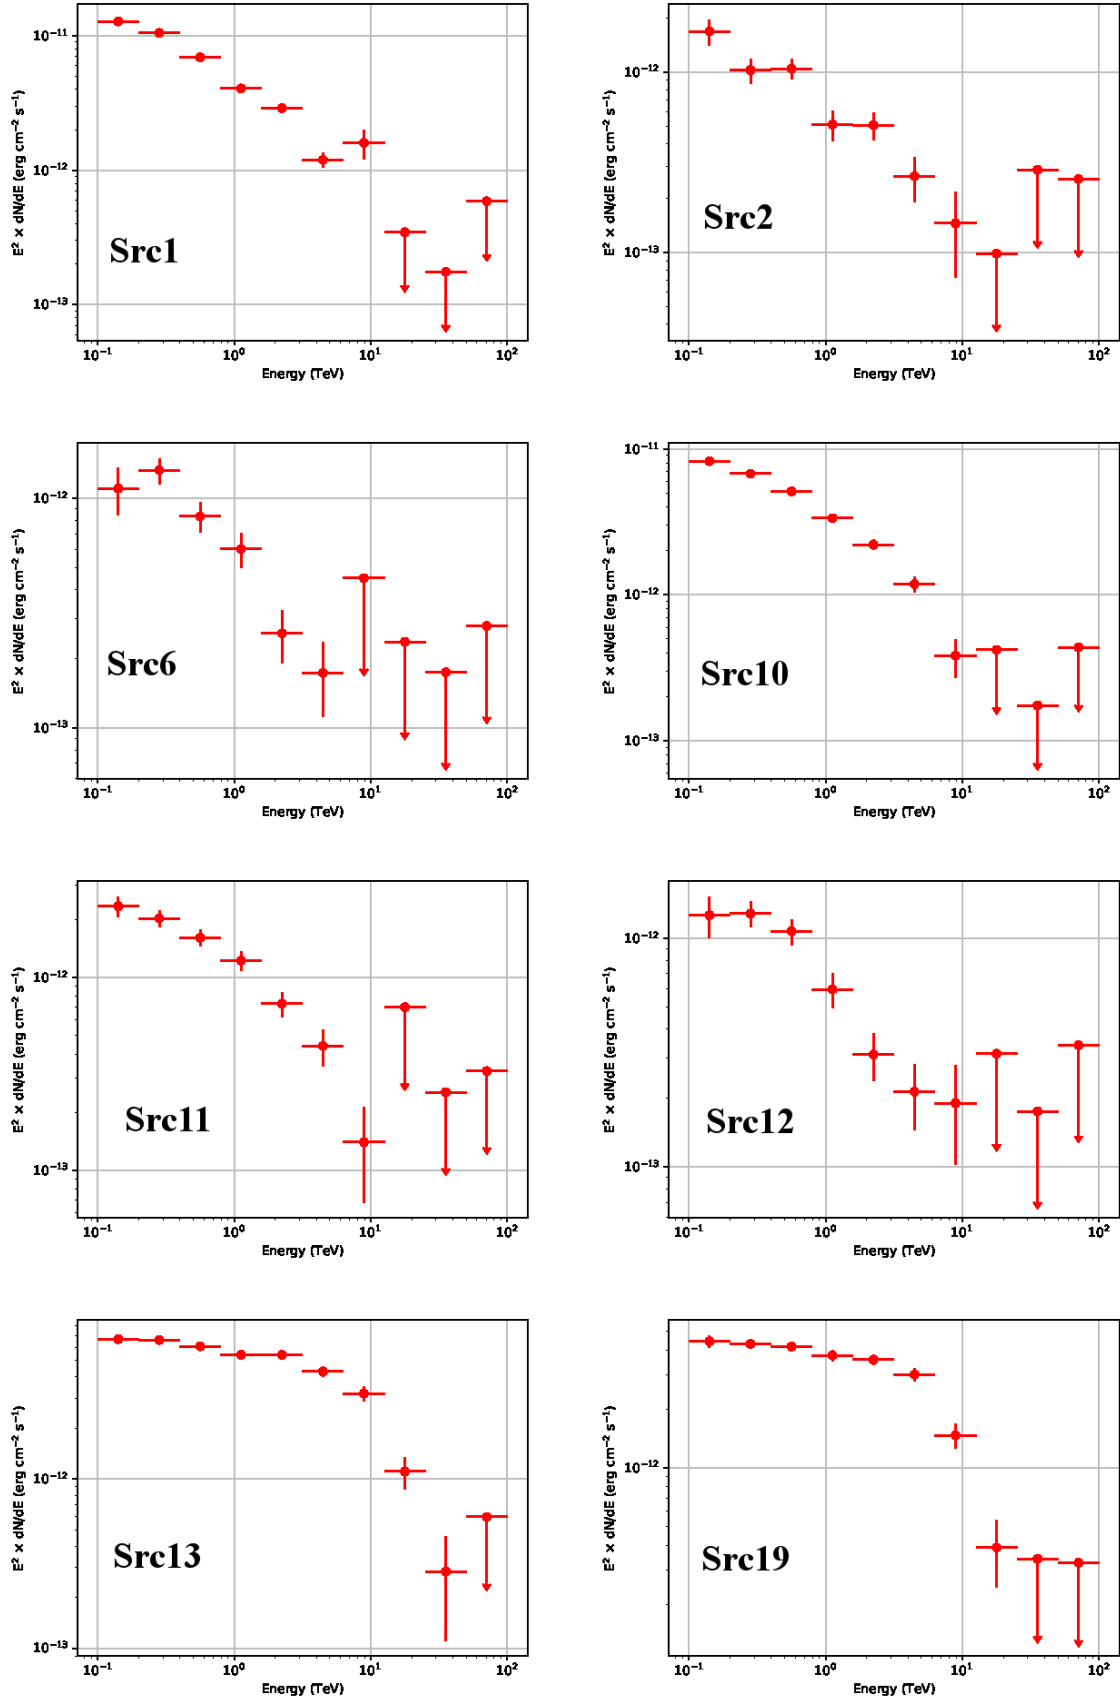 E² × dN/dE (erg cm⁻² s⁻¹)
10⁻¹¹
10⁻¹²
10⁻¹³
Src1
10⁻¹
10⁰
10¹
10²
Energy (TeV)
E² × dN/dE (erg cm⁻² s⁻¹)
10⁻¹²
10⁻¹³
Src2
10⁻¹
10⁰
10¹
10²
Energy (TeV)
E² × dN/dE (erg cm⁻² s⁻¹)
10⁻¹²
10⁻¹³
Src6
10⁻¹
10⁰
10¹
10²
Energy (TeV)
E² × dN/dE (erg cm⁻² s⁻¹)
10⁻¹¹
10⁻¹²
10⁻¹³
Src10
10⁻¹
10⁰
10¹
10²
Energy (TeV)
E² × dN/dE (erg cm⁻² s⁻¹)
10⁻¹²
10⁻¹³
Src11
10⁻¹
10⁰
10¹
10²
Energy (TeV)
E² × dN/dE (erg cm⁻² s⁻¹)
10⁻¹²
10⁻¹³
Src12
10⁻¹
10⁰
10¹
10²
Energy (TeV)
E² × dN/dE (erg cm⁻² s⁻¹)
10⁻¹²
10⁻¹³
Src13
10⁻¹
10⁰
10¹
10²
Energy (TeV)
E² × dN/dE (erg cm⁻² s⁻¹)
10⁻¹²
Src19
10⁻¹
10⁰
10¹
10²
Energy (TeV)